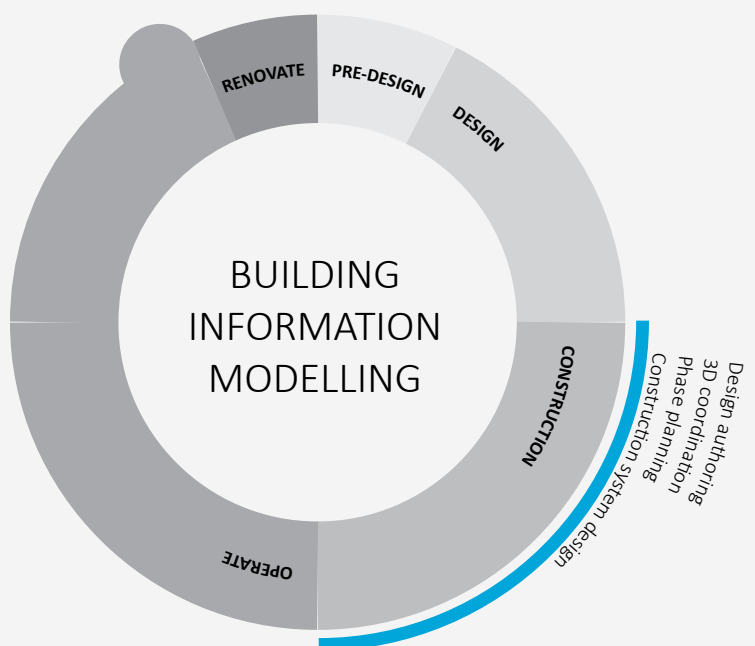 RENOVATE
PRE-DESIGN
DESIGN
BUILDING
INFORMATION
MODELLING
CONSTRUCTION
Design authoring
3D coordination
Phase planning
Construction system design
OPERATE